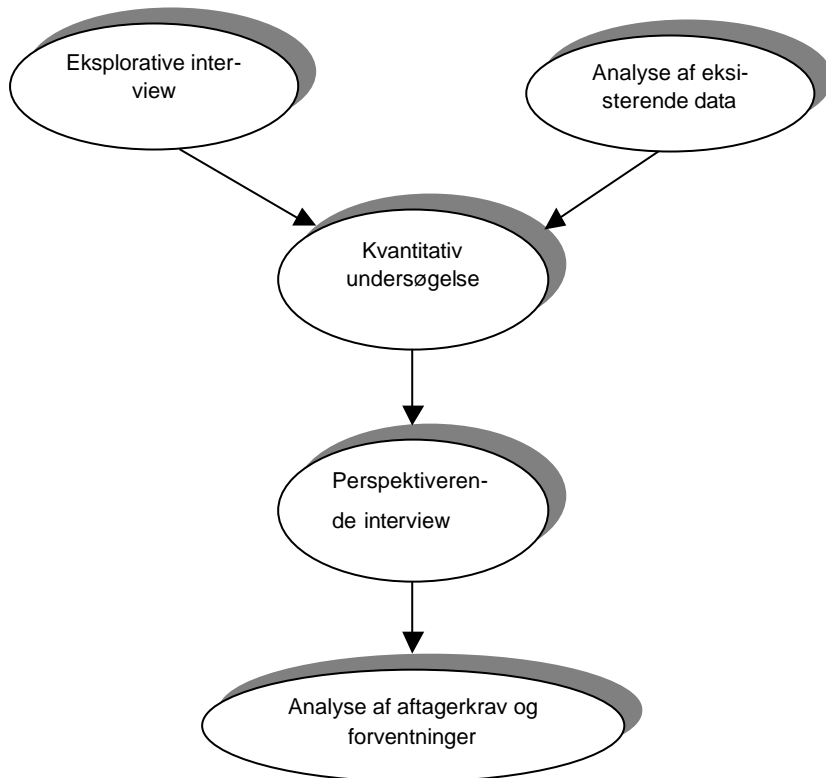 Eksplorative inter-
view
Analyse af eksi-
sterende data
Kvantitativ
undersøgelse
Perspektiveren-
de interview
Analyse af aftagerkrav og
forventninger